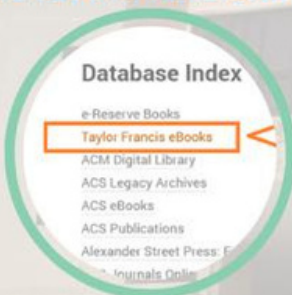 Database Index
e-Reserve Books
Taylor Francis eBooks
ACM Digital Library
ACS Legacy Archives
ACS eBooks
ACS Publications
Alexander Street Press:
Journals Online